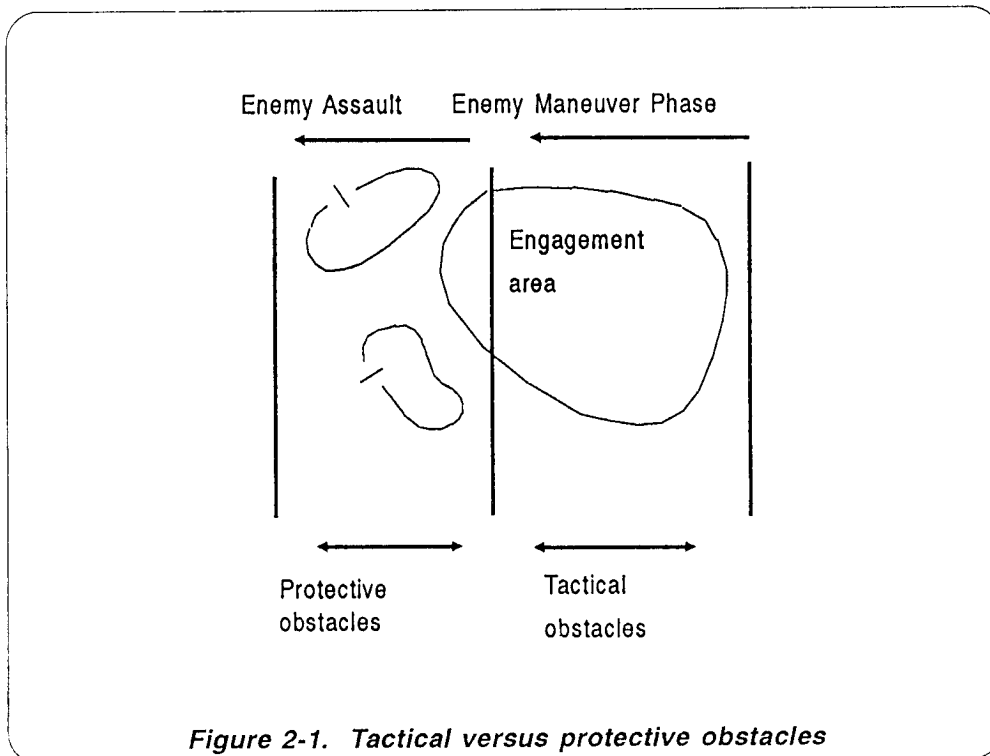 Enemy Assault
Enemy Maneuver Phase
Engagement
area
Protective
obstacles
Tactical
obstacles
Figure 2-1. Tactical versus protective obstacles